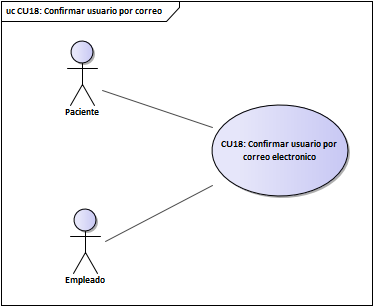 uc CU18: Confirmar usuario por correo
Paciente
CU18: Confirmar usuario por
correo electronico
Empleado